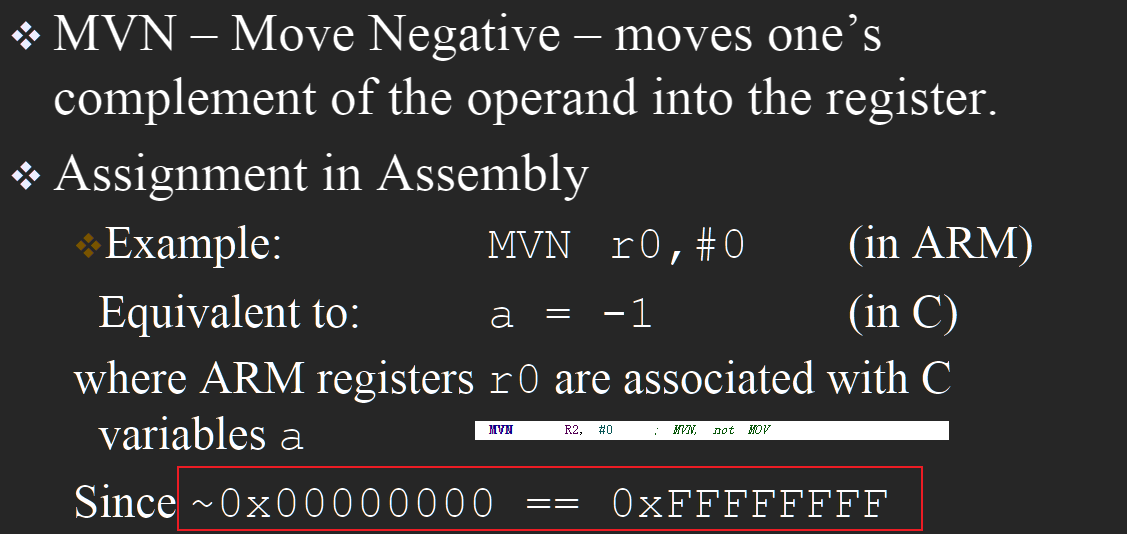 ❖ MVN – Move Negative – moves one’s
complement of the operand into the register.
❖ Assignment in Assembly
❖Example: MVN r0,#0 (in ARM)
Equivalent to: a = -1 (in C)
where ARM registers r0 are associated with C
variables a
MVN R2, #0 ; MVN, not MOV
Since ~0x00000000 == 0xFFFFFFFF